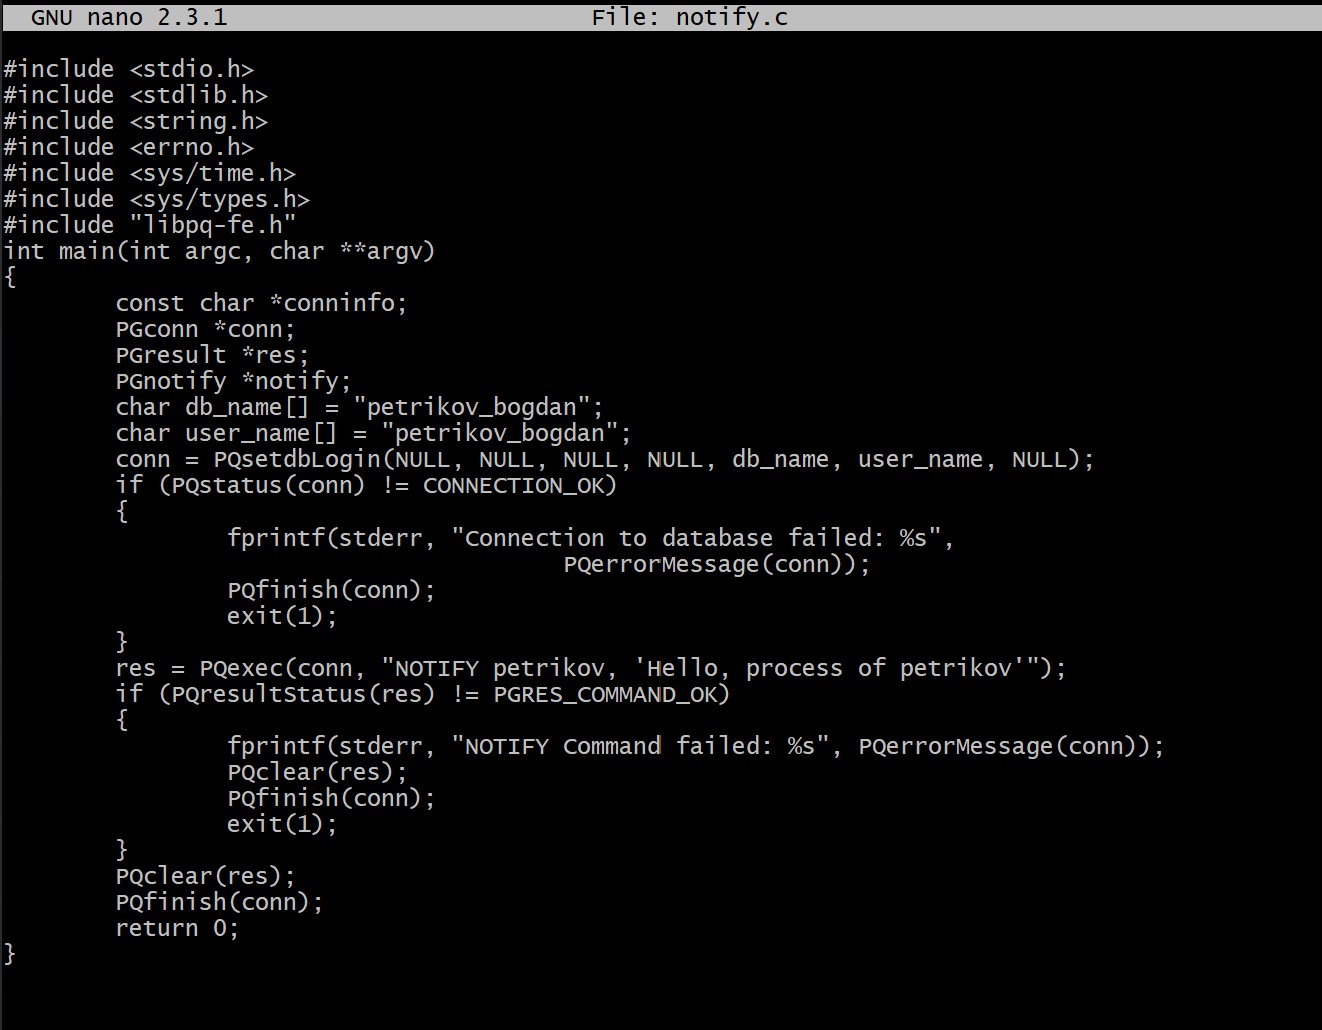 GNU nano 2.3.1 File: notify.c
#include <stdio.h>
#include <stdlib.h>
#include <string.h>
#include <errno.h>
#include <sys/time.h>
#include <sys/types.h>
#include "libpq-fe.h"
int main(int argc, char **argv)
{
        const char *conninfo;
        PGconn *conn;
        PGresult *res;
        PGnotify *notify;
        char db_name[] = "petrikov_bogdan";
        char user_name[] = "petrikov_bogdan";
        conn = PQsetdbLogin(NULL, NULL, NULL, NULL, db_name, user_name, NULL);
        if (PQstatus(conn) != CONNECTION_OK)
        {
                fprintf(stderr, "Connection to database failed: %s",
                                        PQerrorMessage(conn));
                PQfinish(conn);
                exit(1);
        }
        res = PQexec(conn, "NOTIFY petrikov, 'Hello, process of petrikov'");
        if (PQresultStatus(res) != PGRES_COMMAND_OK)
        {
                fprintf(stderr, "NOTIFY Command failed: %s", PQerrorMessage(conn));
                PQclear(res);
                PQfinish(conn);
                exit(1);
        }
        PQclear(res);
        PQfinish(conn);
        return 0;
}